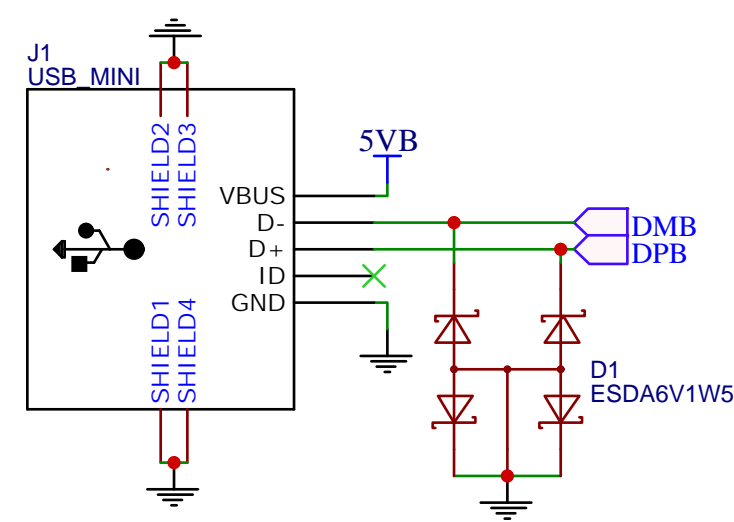 J1
USB_MINI
SHIELD2
SHIELD3
5VB
VBUS
D-
DMB
D+
DPB
ID
GND
SHIELD1
SHIELD4
D1
ESDA6V1W5